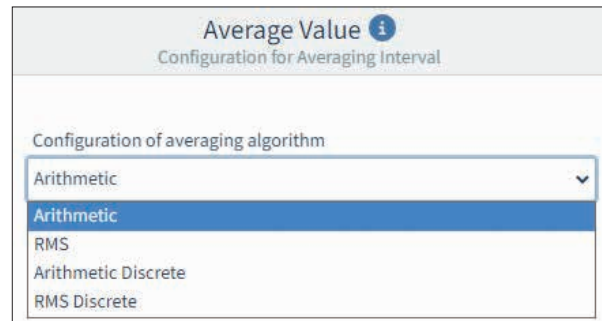 Average Value i
Configuration for Averaging Interval
Configuration of averaging algorithm
Arithmetic
Arithmetic
RMS
Arithmetic Discrete
RMS Discrete